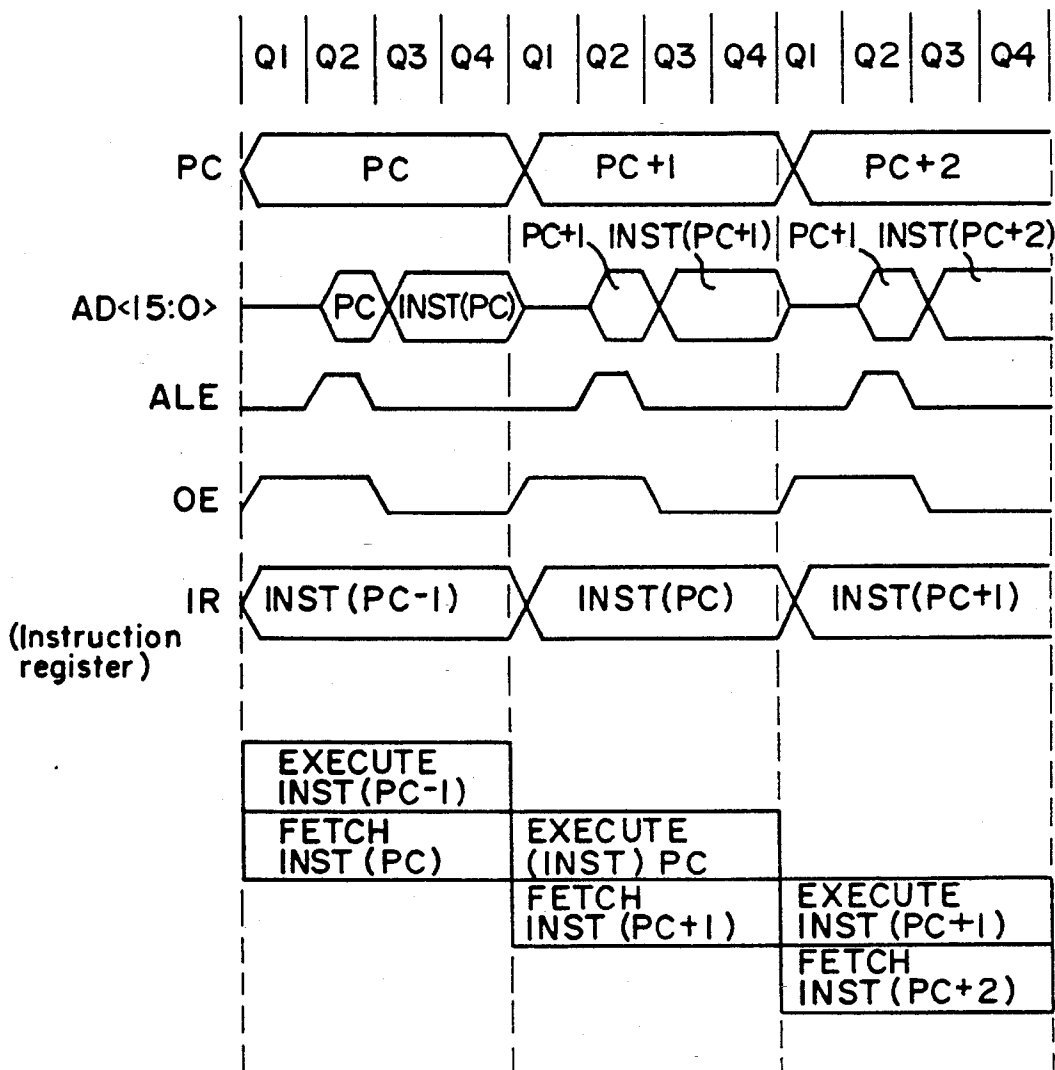 Q1 Q2 Q3 Q4 Q1 Q2 Q3 Q4 Q1 Q2 Q3 Q4
PC PC PC+1 PC+2
PC+1 INST(PC+1) PC+1 INST(PC+2)
AD<15:0> PC INST(PC)
ALE
OE
IR INST(PC-1) INST(PC) INST(PC+1)
(Instruction
register)
EXECUTE
INST(PC-1)
FETCH
INST(PC)
EXECUTE
(INST) PC
FETCH
INST(PC+1)
EXECUTE
INST(PC+1)
FETCH
INST(PC+2)